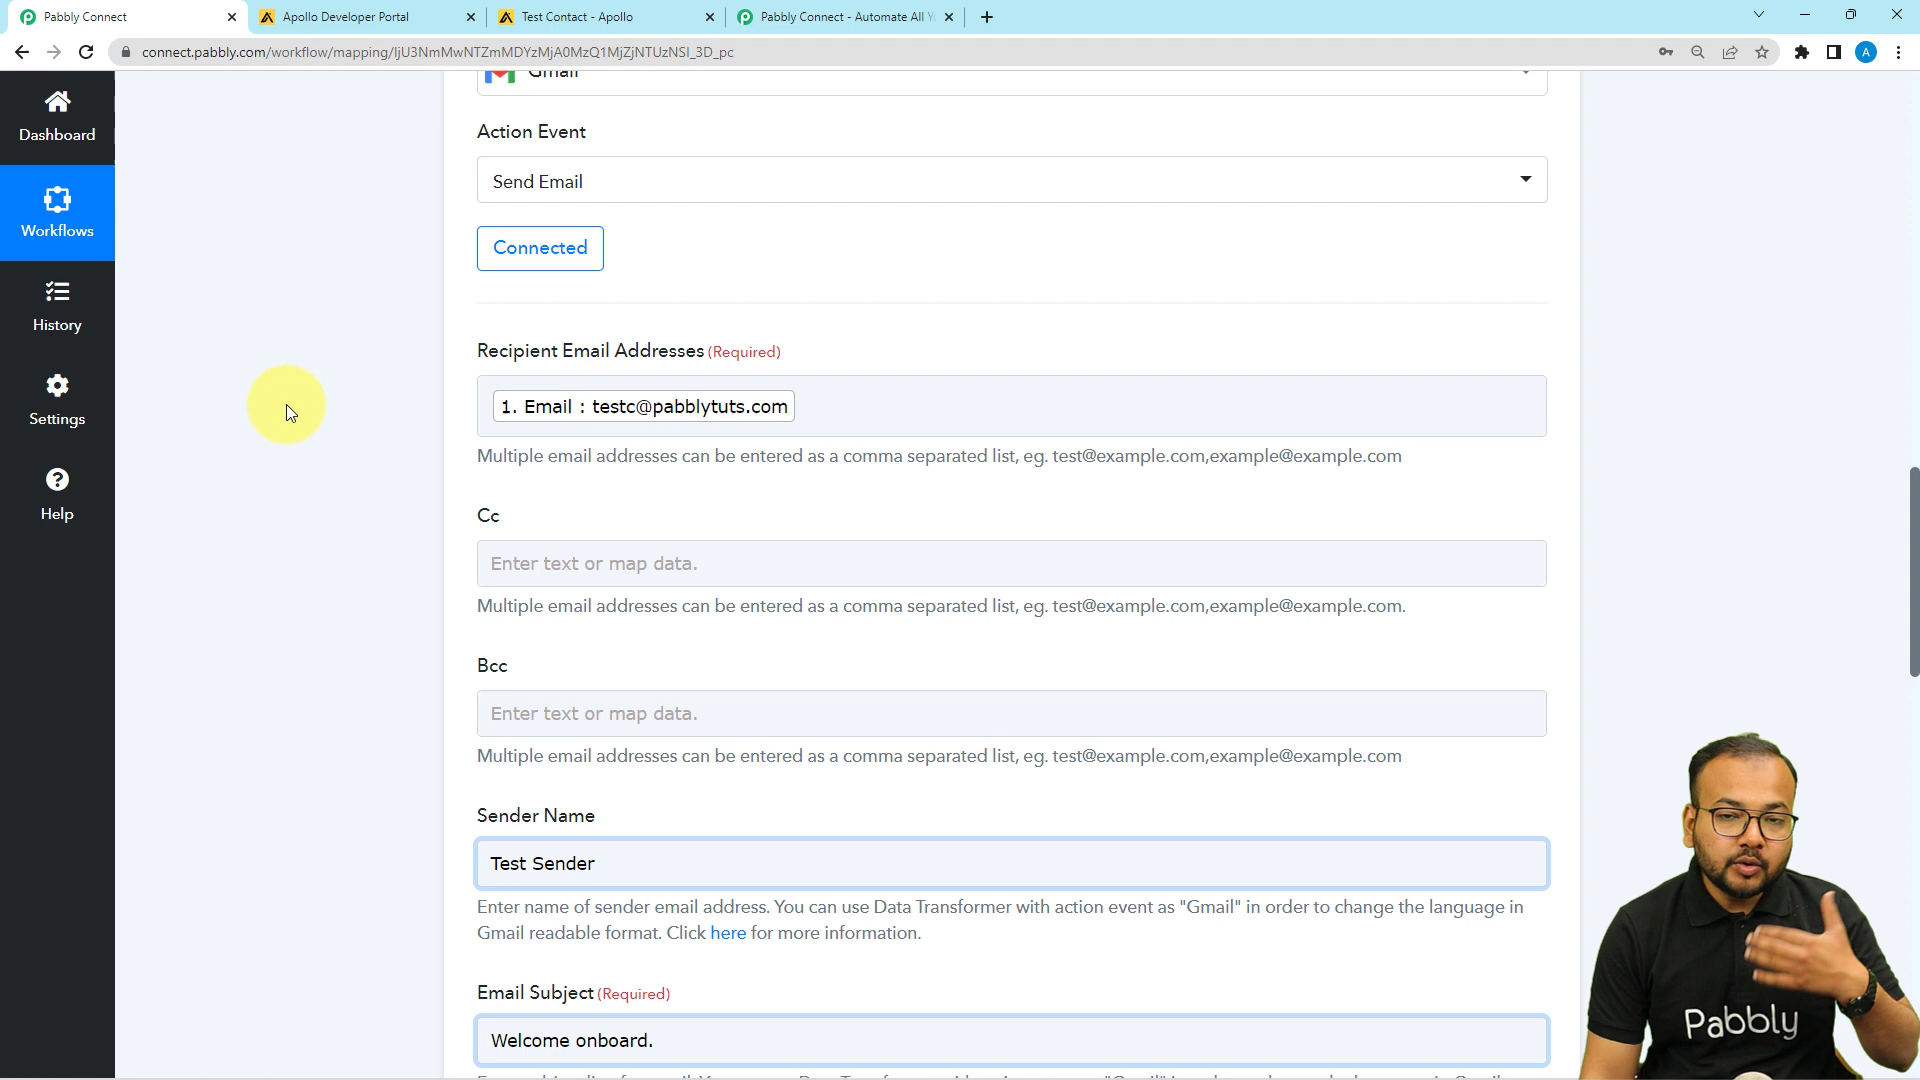 Pabbly Connect
Apollo Developer Portal
Test Contact - Apollo
Pabbly Connect - Automate All Y
connect.pabbly.com/workflow/mapping/IjU3NmMwNTZmMDYzMjA0MzQ1MjZjNTUzNSI_3D_pc
A
Gmail
Dashboard
Workflows
History
Settings
Help
Action Event
Send Email
Connected
Recipient Email Addresses (Required)
1. Email : testc@pabblytuts.com
Multiple email addresses can be entered as a comma separated list, eg. test@example.com,example@example.com
Cc
Enter text or map data.
Multiple email addresses can be entered as a comma separated list, eg. test@example.com,example@example.com.
Bcc
Enter text or map data.
Multiple email addresses can be entered as a comma separated list, eg. test@example.com,example@example.com
Sender Name
Test Sender
Enter name of sender email address. You can use Data Transformer with action event as "Gmail" in order to change the language in
Gmail readable format. Click here for more information.
Email Subject (Required)
Welcome onboard.
Pabbly